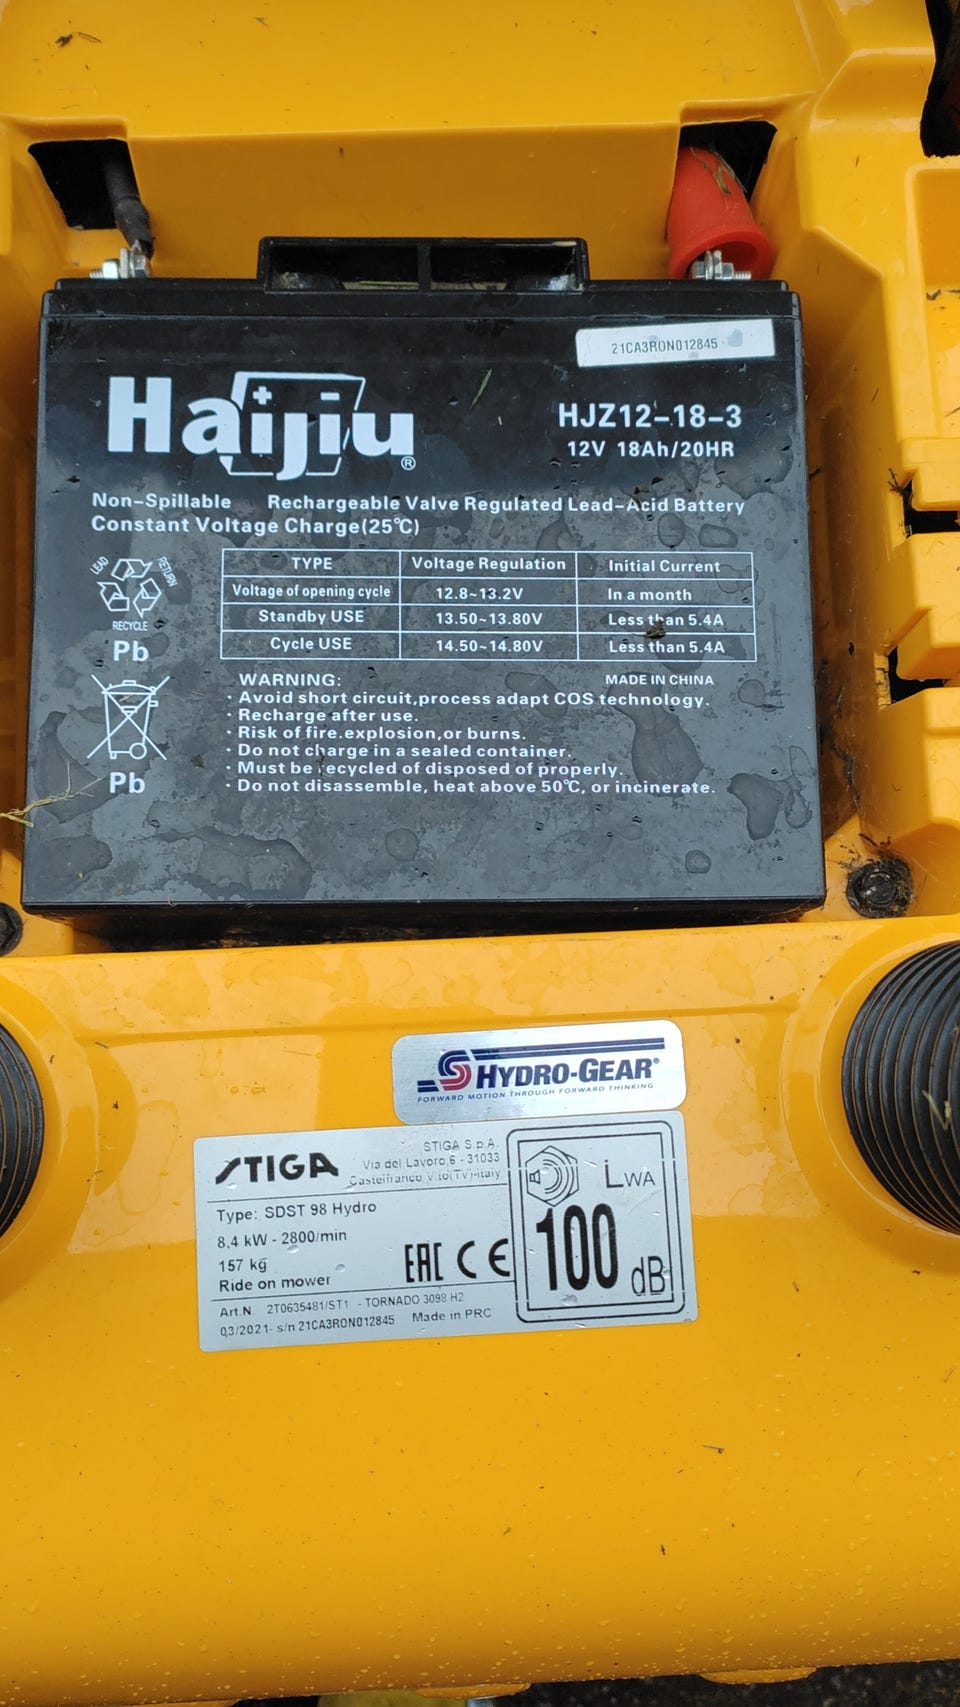 21CA3RON012845
Haijiu®
HJZ12-18-3
12V 18Ah/20HR
Non-Spillable Rechargeable Valve Regulated Lead-Acid Battery
Constant Voltage Charge(25℃)
LEAD RETURN
RECYCLE
Pb
TYPE Voltage Regulation Initial Current
Voltage of opening cycle 12.8~13.2V In a month
Standby USE 13.50~13.80V Less than 5.4A
Cycle USE 14.50~14.80V Less than 5.4A
WARNING: MADE IN CHINA
· Avoid short circuit,process adapt COS technology.
· Recharge after use.
· Risk of fire.explosion,or burns.
· Do not charge in a sealed container.
· Must be recycled of disposed of properly.
· Do not disassemble, heat above 50℃, or incinerate.
Pb
HYDRO-GEAR®
FORWARD MOTION THROUGH FORWARD THINKING
STIGA
STIGA S.p.A.
Via del Lavoro,6 - 31033
Castelfranco V.to(TV)-Italy
Type: SDST 98 Hydro
8,4 kW - 2800/min
157 kg
Ride on mower
EAC CE
Art.N. 2T0635481/ST1 - TORNADO 3098 H2
03/2021- s/n 21CA3RON012845 Made in PRC
LWA
100 dB